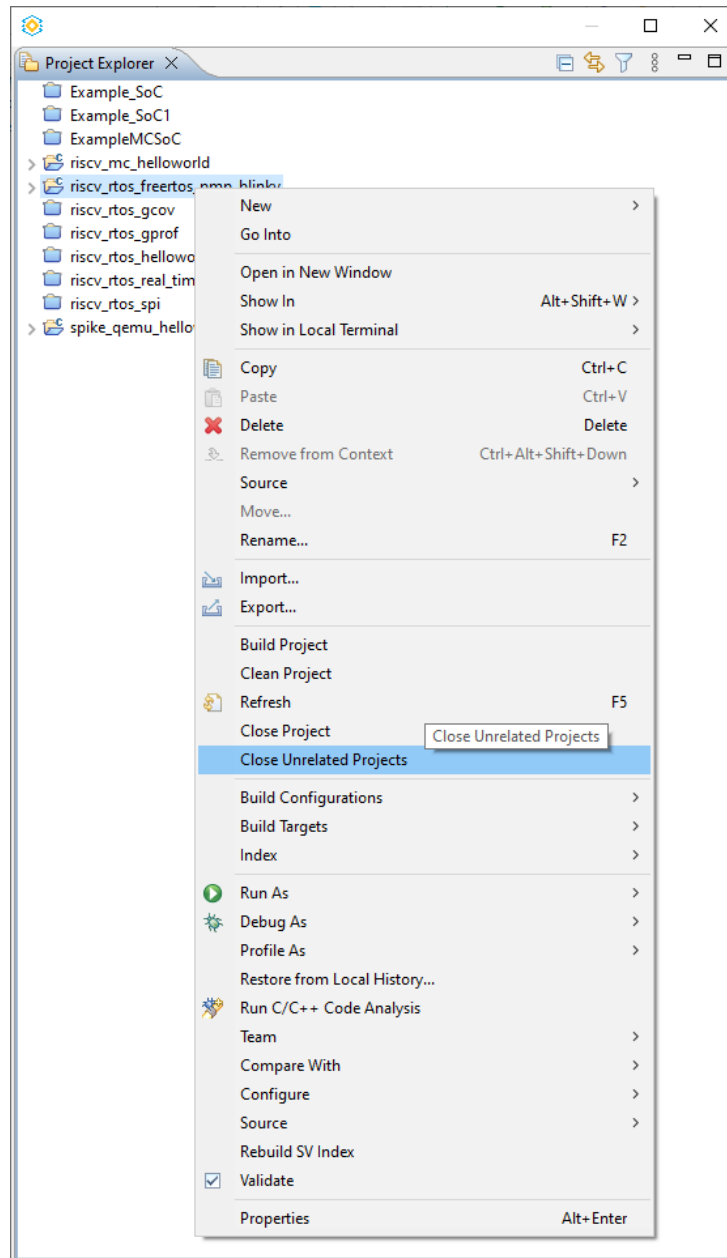 Project Explorer
Example_SoC
Example_SoC1
ExampleMCSoC
riscv_mc_helloworld
riscv_rtos_freertos_pmp_blinky
riscv_rtos_gcov
riscv_rtos_gprof
riscv_rtos_hellowo
riscv_rtos_real_tim
riscv_rtos_spi
spike_qemu_hello
New
Go Into
Open in New Window
Show In Alt+Shift+W
Show in Local Terminal
Copy Ctrl+C
Paste Ctrl+V
Delete Delete
Remove from Context Ctrl+Alt+Shift+Down
Source
Move...
Rename... F2
Import...
Export...
Build Project
Clean Project
Refresh F5
Close Project
Close Unrelated Projects
Close Unrelated Projects
Build Configurations
Build Targets
Index
Run As
Debug As
Profile As
Restore from Local History...
Run C/C++ Code Analysis
Team
Compare With
Configure
Source
Rebuild SV Index
Validate
Properties Alt+Enter